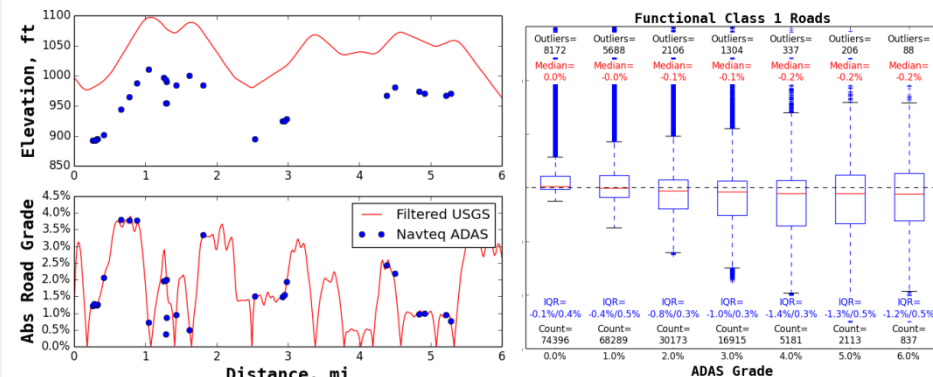 Elevation, ft
1100
1050
1000
950
900
850
0 1 2 3 4 5 6
Abs Road Grade
4.5%
4.0%
3.5%
3.0%
2.5%
2.0%
1.5%
1.0%
0.5%
0.0%
Filtered USGS
Navteq ADAS
0 1 2 3 4 5 6
Distance, mi
Functional Class 1 Roads
Outliers= Outliers= Outliers= Outliers= Outliers= Outliers= Outliers=
8172 5688 2106 1304 337 206 88
Median= Median= Median= Median= Median= Median= Median=
0.0% -0.0% -0.1% -0.1% -0.2% -0.2% -0.2%
IQR= IQR= IQR= IQR= IQR= IQR= IQR=
-0.1%/0.4% -0.4%/0.5% -0.8%/0.3% -1.0%/0.3% -1.4%/0.3% -1.3%/0.5% -1.2%/0.5%
Count= Count= Count= Count= Count= Count= Count=
74396 68289 30173 16915 5181 2113 837
0.0% 1.0% 2.0% 3.0% 4.0% 5.0% 6.0%
ADAS Grade